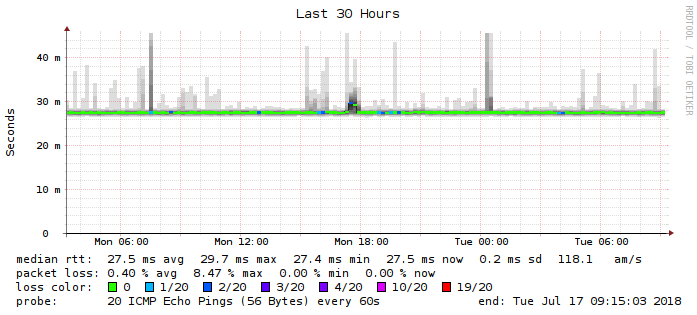 Last 30 Hours
RRDTOOL / TOBI OETIKER
Seconds
40 m
30 m
20 m
10 m
0
Mon 06:00 Mon 12:00 Mon 18:00 Tue 00:00 Tue 06:00
median rtt: 27.5 ms avg 29.7 ms max 27.4 ms min 27.5 ms now 0.2 ms sd 118.1 am/s
packet loss: 0.40 % avg 8.47 % max 0.00 % min 0.00 % now
loss color: 0 1/20 2/20 3/20 4/20 10/20 19/20
probe: 20 ICMP Echo Pings (56 Bytes) every 60s end: Tue Jul 17 09:15:03 2018